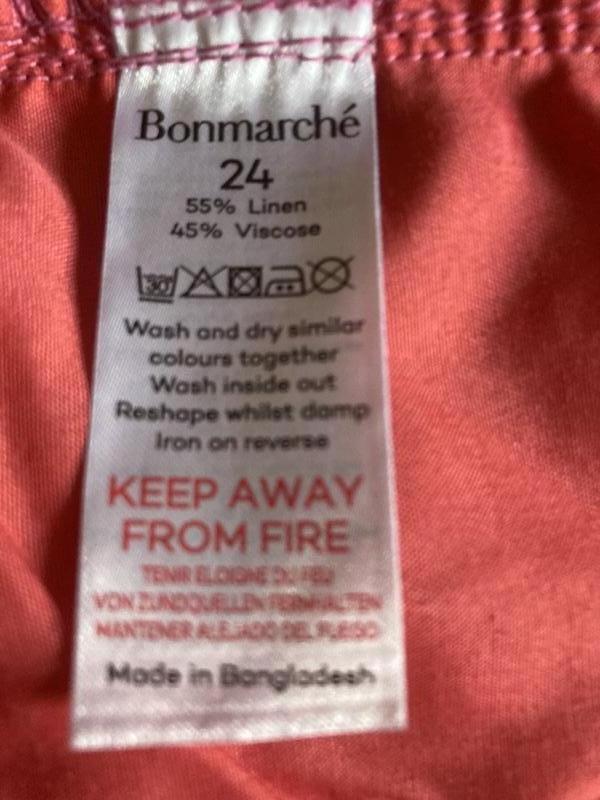 Bonmarché
24
55% Linen
45% Viscose
30
Wash and dry similar
colours together
Wash inside out
Reshape whilst damp
Iron on reverse
KEEP AWAY
FROM FIRE
TENIR ELOIGNE DU FEU
VON ZUNDQUELLEN FERNHALTEN
MANTENER ALEJADO DEL FUEGO
Made in Bangladesh